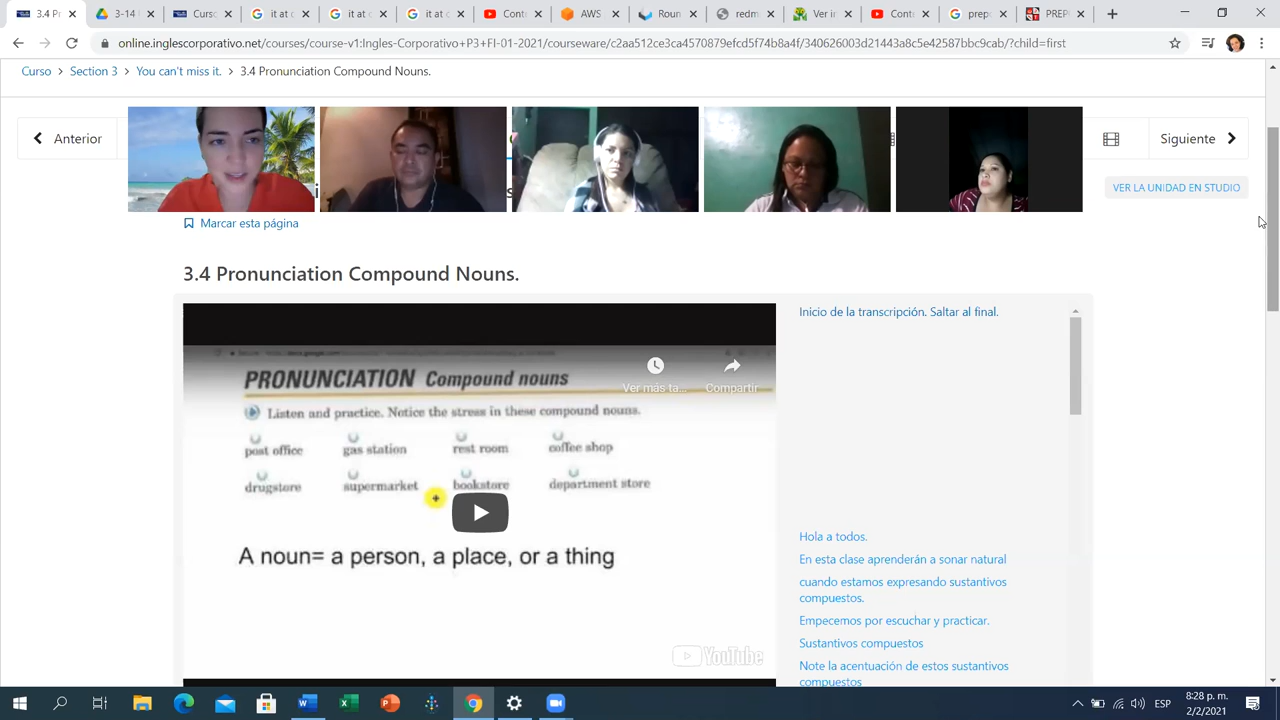 3.4 Pr
3-14
Curso
it at c
it at c
Conte
AWS
Roun
redm
Ver in
Cont
prep
PREP
online.inglescorporativo.net/courses/course-v1:Ingles-Corporativo+P3+FI-01-2021/courseware/c2aa512ce3ca4570879efcd5f74b8a4f/340626003d21443a8c5e42587bbc9cab/?child=first
Curso > Section 3 > You can't miss it. > 3.4 Pronunciation Compound Nouns.
Anterior
Siguiente
VER LA UNIDAD EN STUDIO
Marcar esta página
3.4 Pronunciation Compound Nouns.
Inicio de la transcripción. Saltar al final.
Ver más ta...
Compartir
PRONUNCIATION Compound nouns
Listen and practice. Notice the stress in these compound nouns.
post office gas station rest room coffee shop
drugstore supermarket bookstore department store
A noun= a person, a place, or a thing
YouTube
Hola a todos.
En esta clase aprenderán a sonar natural
cuando estamos expresando sustantivos
compuestos.
Empecemos por escuchar y practicar.
Sustantivos compuestos
Note la acentuación de estos sustantivos
compuestos
ESP
8:28 p. m.
2/2/2021